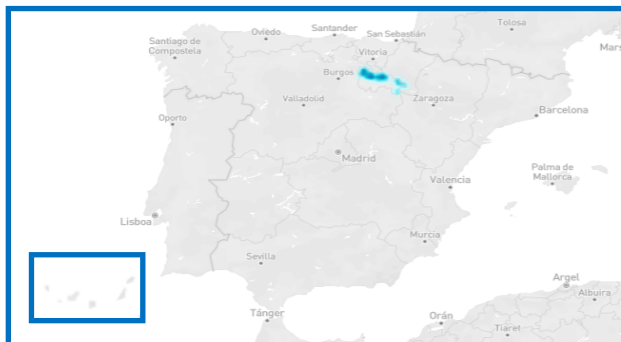 Tolosa
Santander
Oviedo
San Sebastián
Santiago de
Compostela
Mars
Vitoria
Burgos
Valladolid
Zaragoza
Barcelona
Oporto
Madrid
Palma de
Mallorca
Valencia
Lisboa
Murcia
Sevilla
Argel
Albuira
Tánger
Orán
Tiaret